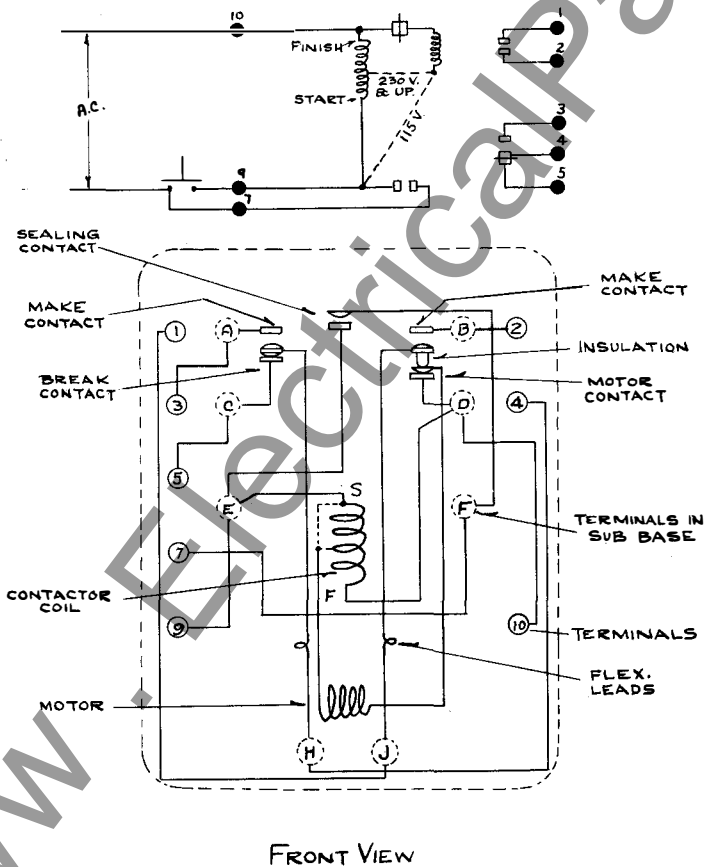 10
1
FINISH
2
A.C.
230 V.
& UP.
START
115 V.
3
4
9
5
7
SEALING
CONTACT
MAKE
CONTACT
MAKE
CONTACT
1
A
B
2
INSULATION
BREAK
CONTACT
MOTOR
CONTACT
3
C
D
4
5
S
E
F
TERMINALS IN
SUB BASE
7
CONTACTOR
COIL
F
9
10
TERMINALS
FLEX.
LEADS
MOTOR
H
J
FRONT VIEW
w . ElectricalPa